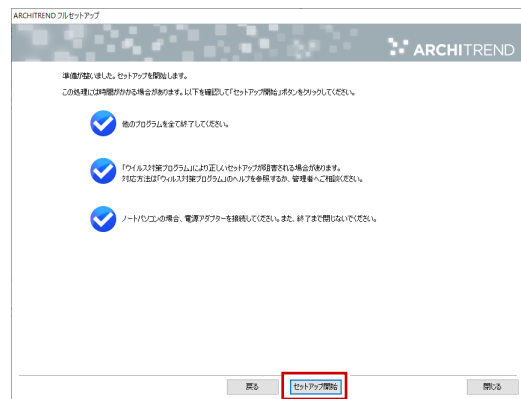 ARCHITREND フルセットアップ
ARCHITREND
準備が整いました。セットアップを開始します。
この処理には時間がかかる場合があります。以下を確認して「セットアップ開始」ボタンをクリックしてください。
他のプログラムを全て終了してください。
「ウイルス対策プログラム」により正しいセットアップが阻害される場合があります。
対応方法は「ウィルス対策プログラム」のヘルプを参照するか、管理者へご相談ください。
ノートパソコンの場合、電源アダプターを接続してください。また、終了まで閉じないでください。
戻る
セットアップ開始
閉じる